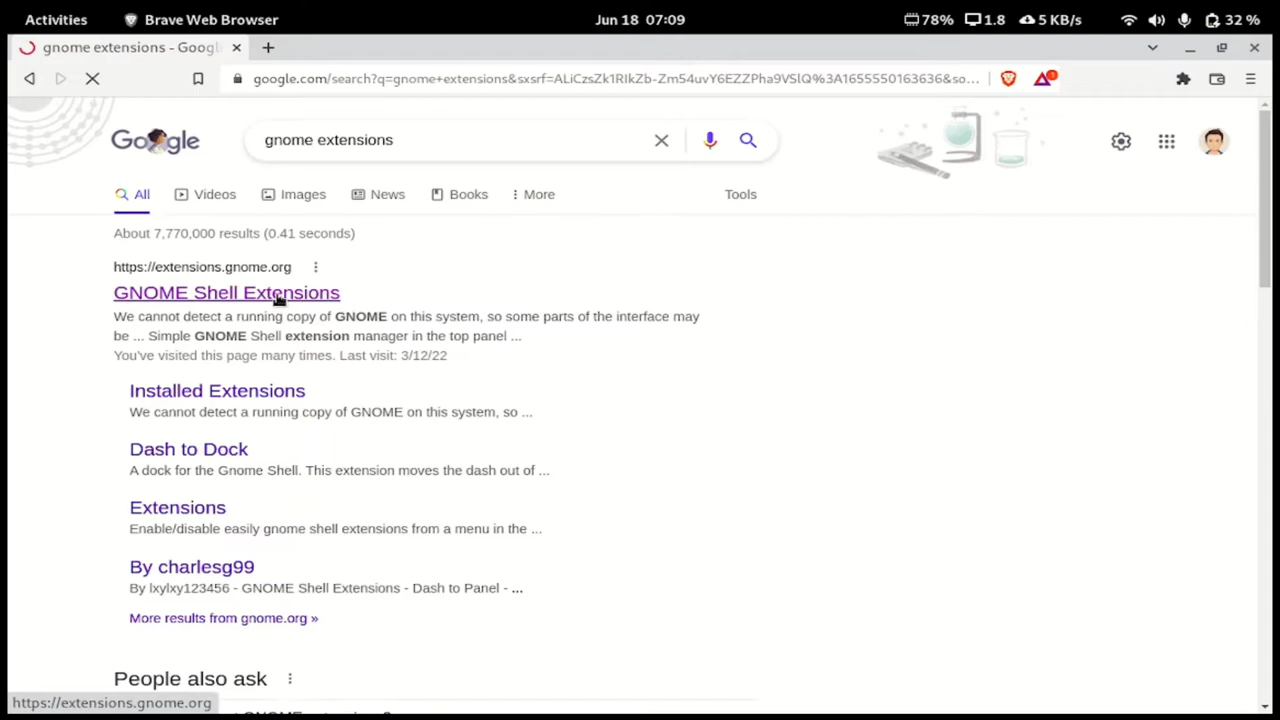 Activities Brave Web Browser Jun 18 07:09 78% 1.8 5 KB/s 32 %
gnome extensions - Googl
google.com/search?q=gnome+extensions&sxsrf=ALiCzsZk1RIkZb-Zm54uvY6EZZPha9VSlQ%3A1655550163636&so...
1
Google gnome extensions
All Videos Images News Books More Tools
About 7,770,000 results (0.41 seconds)
https://extensions.gnome.org
GNOME Shell Extensions
We cannot detect a running copy of GNOME on this system, so some parts of the interface may
be ... Simple GNOME Shell extension manager in the top panel ...
You've visited this page many times. Last visit: 3/12/22
Installed Extensions
We cannot detect a running copy of GNOME on this system, so ...
Dash to Dock
A dock for the Gnome Shell. This extension moves the dash out of ...
Extensions
Enable/disable easily gnome shell extensions from a menu in the ...
By charlesg99
By lxylxy123456 - GNOME Shell Extensions - Dash to Panel - ...
More results from gnome.org »
People also ask
https://extensions.gnome.org